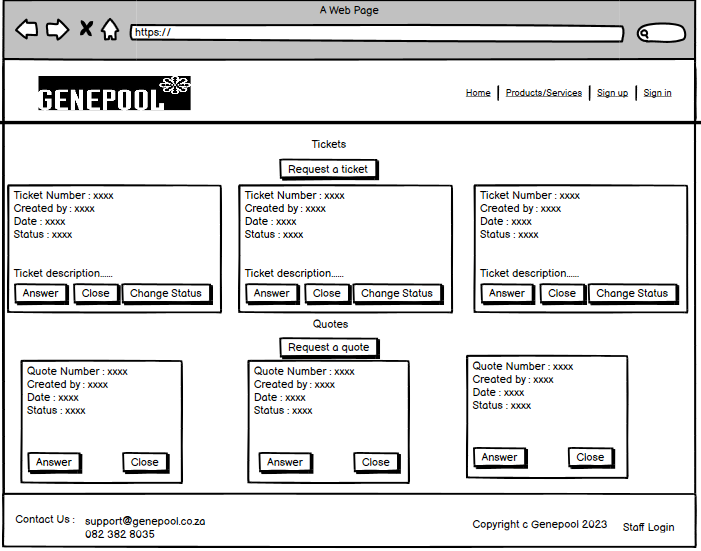 A Web Page
https://
GENEPOOL
Home Products/Services Sign up Sign in
Tickets
Request a ticket
Ticket Number : xxxx
Created by : xxxx
Date : xxxx
Status : xxxx
Ticket description......
Answer Close Change Status
Ticket Number : xxxx
Created by : xxxx
Date : xxxx
Status : xxxx
Ticket description......
Answer Close Change Status
Ticket Number : xxxx
Created by : xxxx
Date : xxxx
Status : xxxx
Ticket description......
Answer Close Change Status
Quotes
Request a quote
Quote Number : xxxx
Created by : xxxx
Date : xxxx
Status : xxxx
Answer Close
Quote Number : xxxx
Created by : xxxx
Date : xxxx
Status : xxxx
Answer Close
Quote Number : xxxx
Created by : xxxx
Date : xxxx
Status : xxxx
Answer Close
Contact Us : support@genepool.co.za
082 382 8035
Copyright c Genepool 2023 Staff Login